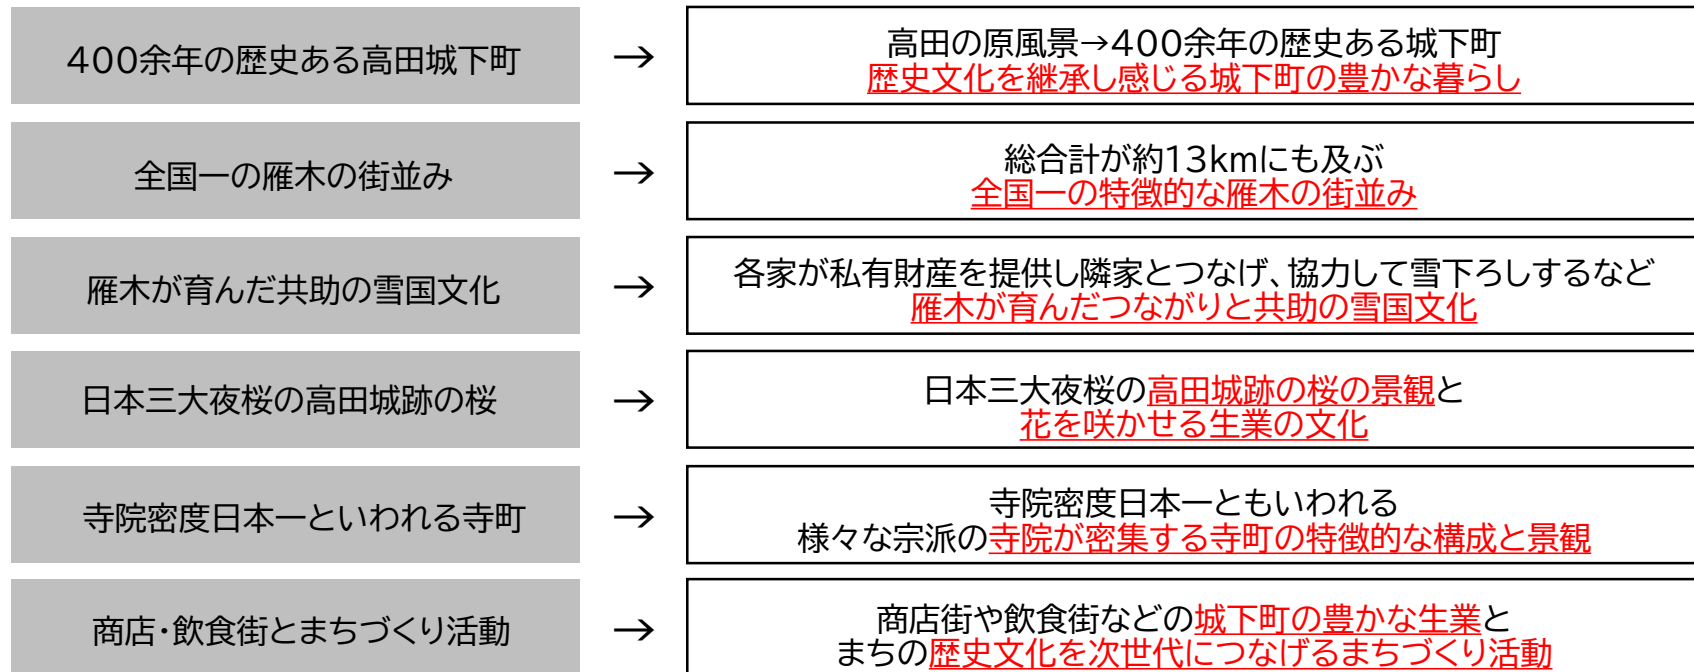 400余年の歴史ある高田城下町
→
高田の原風景→400余年の歴史ある城下町
歴史文化を継承し感じる城下町の豊かな暮らし
全国一の雁木の街並み
→
総合計が約13kmにも及ぶ
全国一の特徴的な雁木の街並み
雁木が育んだ共助の雪国文化
→
各家が私有財産を提供し隣家とつなげ、協力して雪下ろしするなど
雁木が育んだつながりと共助の雪国文化
日本三大夜桜の高田城跡の桜
→
日本三大夜桜の高田城跡の桜の景観と
花を咲かせる生業の文化
寺院密度日本一といわれる寺町
→
寺院密度日本一ともいわれる
様々な宗派の寺院が密集する寺町の特徴的な構成と景観
商店・飲食街とまちづくり活動
→
商店街や飲食街などの城下町の豊かな生業と
まちの歴史文化を次世代につなげるまちづくり活動